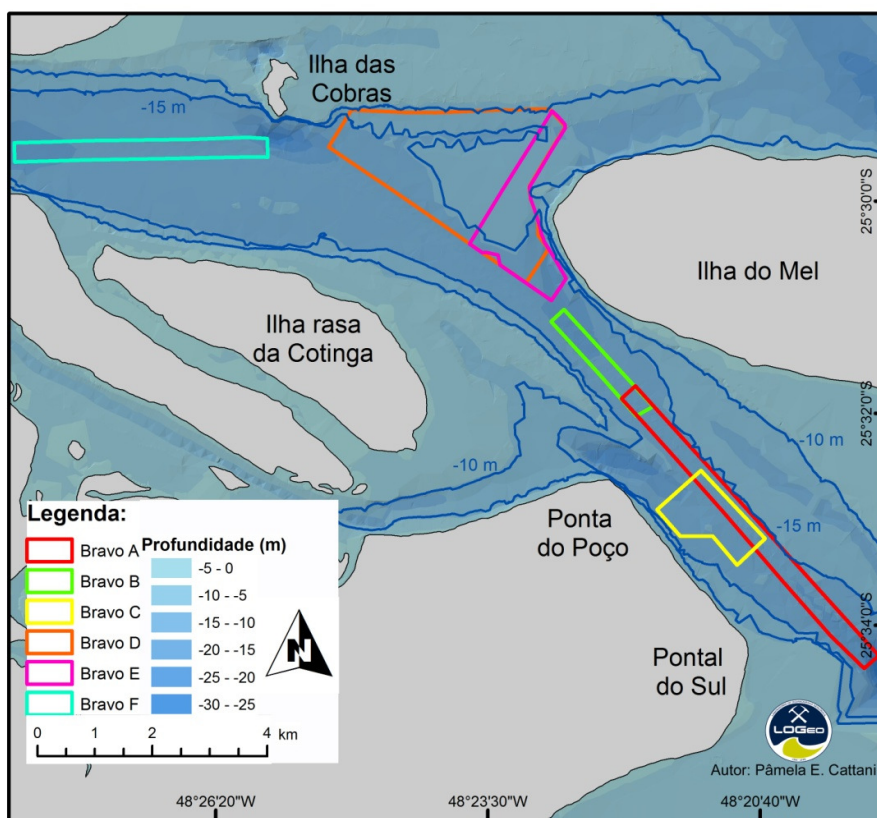 Ilha das
Cobras
-15 m
25°30'0"S
Ilha do Mel
Ilha rasa
da Cotinga
25°32'0"S
-10 m
-10 m
Legenda:
Bravo A
Bravo B
Bravo C
Bravo D
Bravo E
Bravo F
Profundidade (m)
-5 - 0
-10 - -5
-15 - -10
-20 - -15
-25 - -20
-30 - -25
N
0 1 2 4 km
Ponta
do Poço
-15 m
25°34'0"S
Pontal
do Sul
LOGeo
Autor: Pâmela E. Cattani
48°26'20"W 48°23'30"W 48°20'40"W